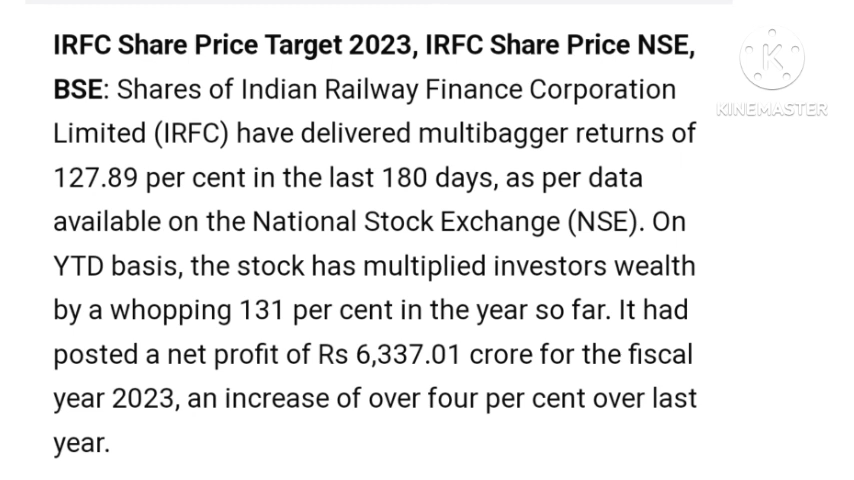 IRFC Share Price Target 2023, IRFC Share Price NSE,
BSE: Shares of Indian Railway Finance Corporation
Limited (IRFC) have delivered multibagger returns of
127.89 per cent in the last 180 days, as per data
available on the National Stock Exchange (NSE). On
YTD basis, the stock has multiplied investors wealth
by a whopping 131 per cent in the year so far. It had
posted a net profit of Rs 6,337.01 crore for the fiscal
year 2023, an increase of over four per cent over last
year.
K
KINEMASTER